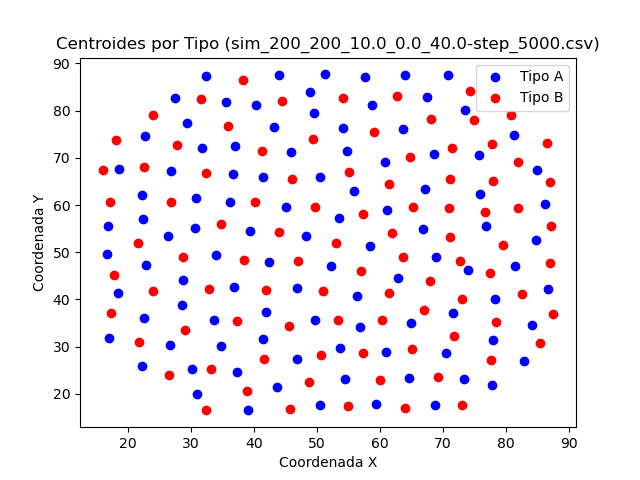 Centroides por Tipo (sim_200_200_10.0_0.0_40.0-step_5000.csv)
90
80
70
60
50
40
30
20
Coordenada Y
Tipo A
Tipo B
20 30 40 50 60 70 80 90
Coordenada X